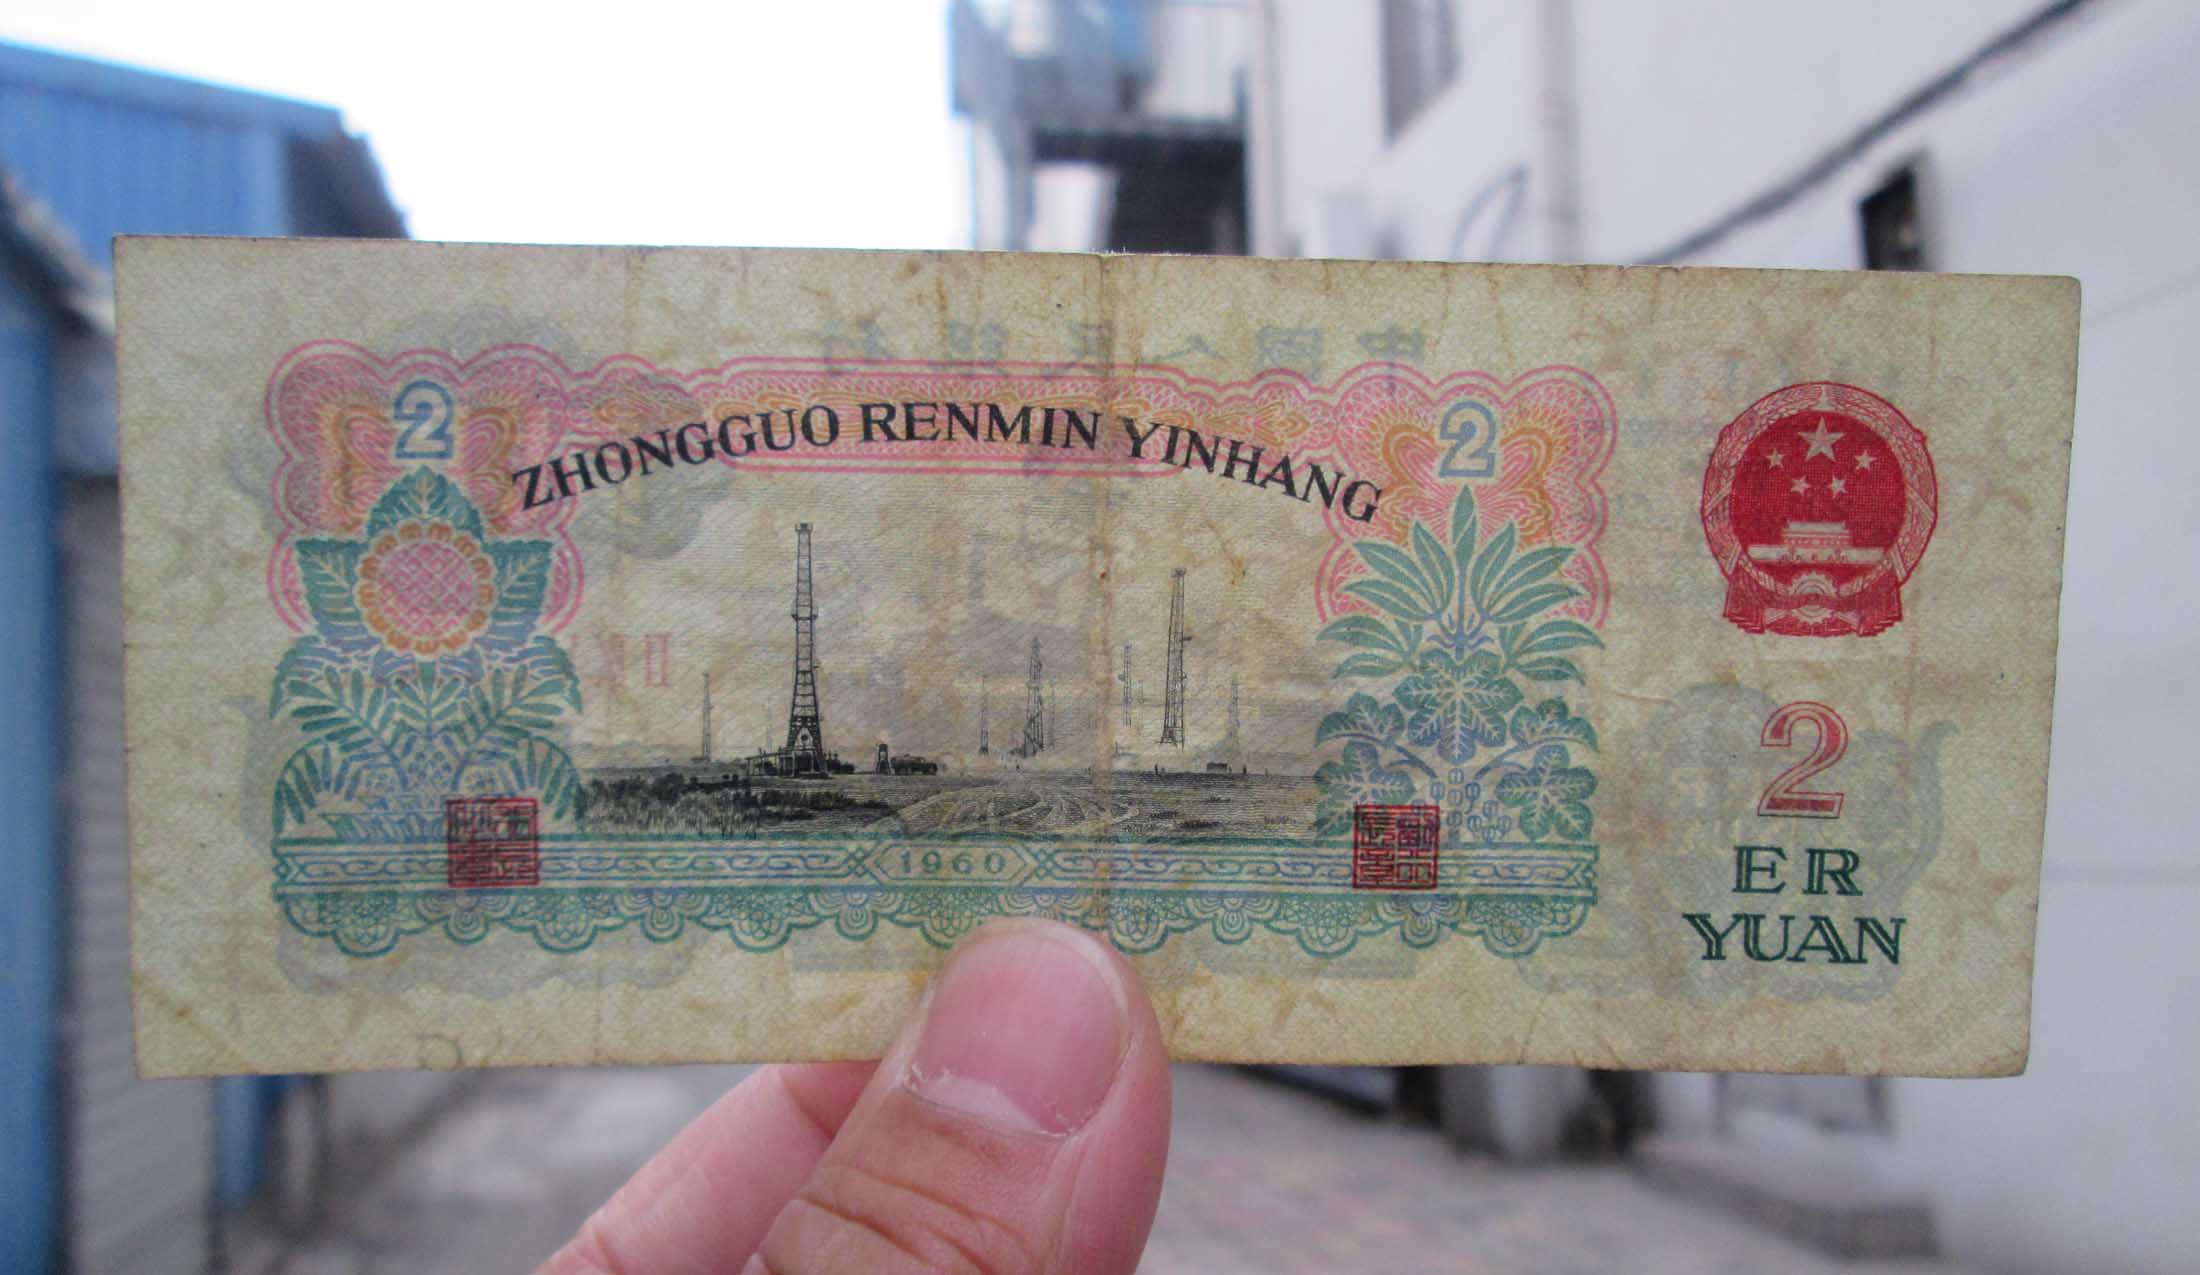 2
2
ZHONGGUO RENMIN YINHANG
1960
2
ER
YUAN